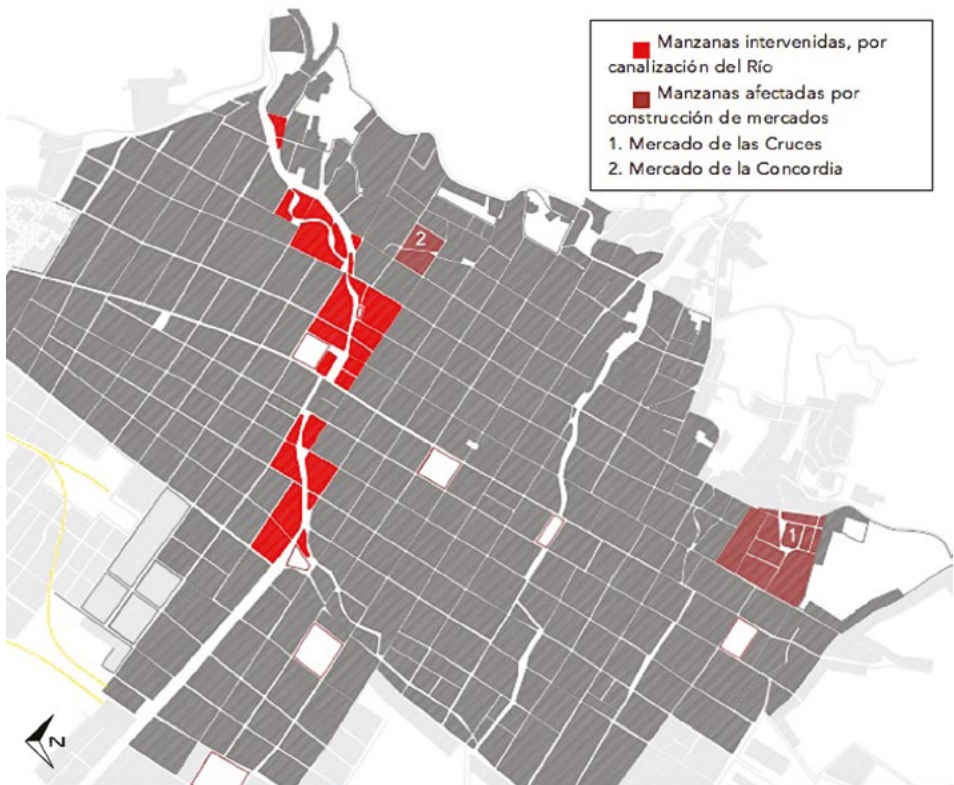 Manzanas intervenidas, por
canalización del Río
Manzanas afectadas por
construcción de mercados
1. Mercado de las Cruces
2. Mercado de la Concordia
2
1
N